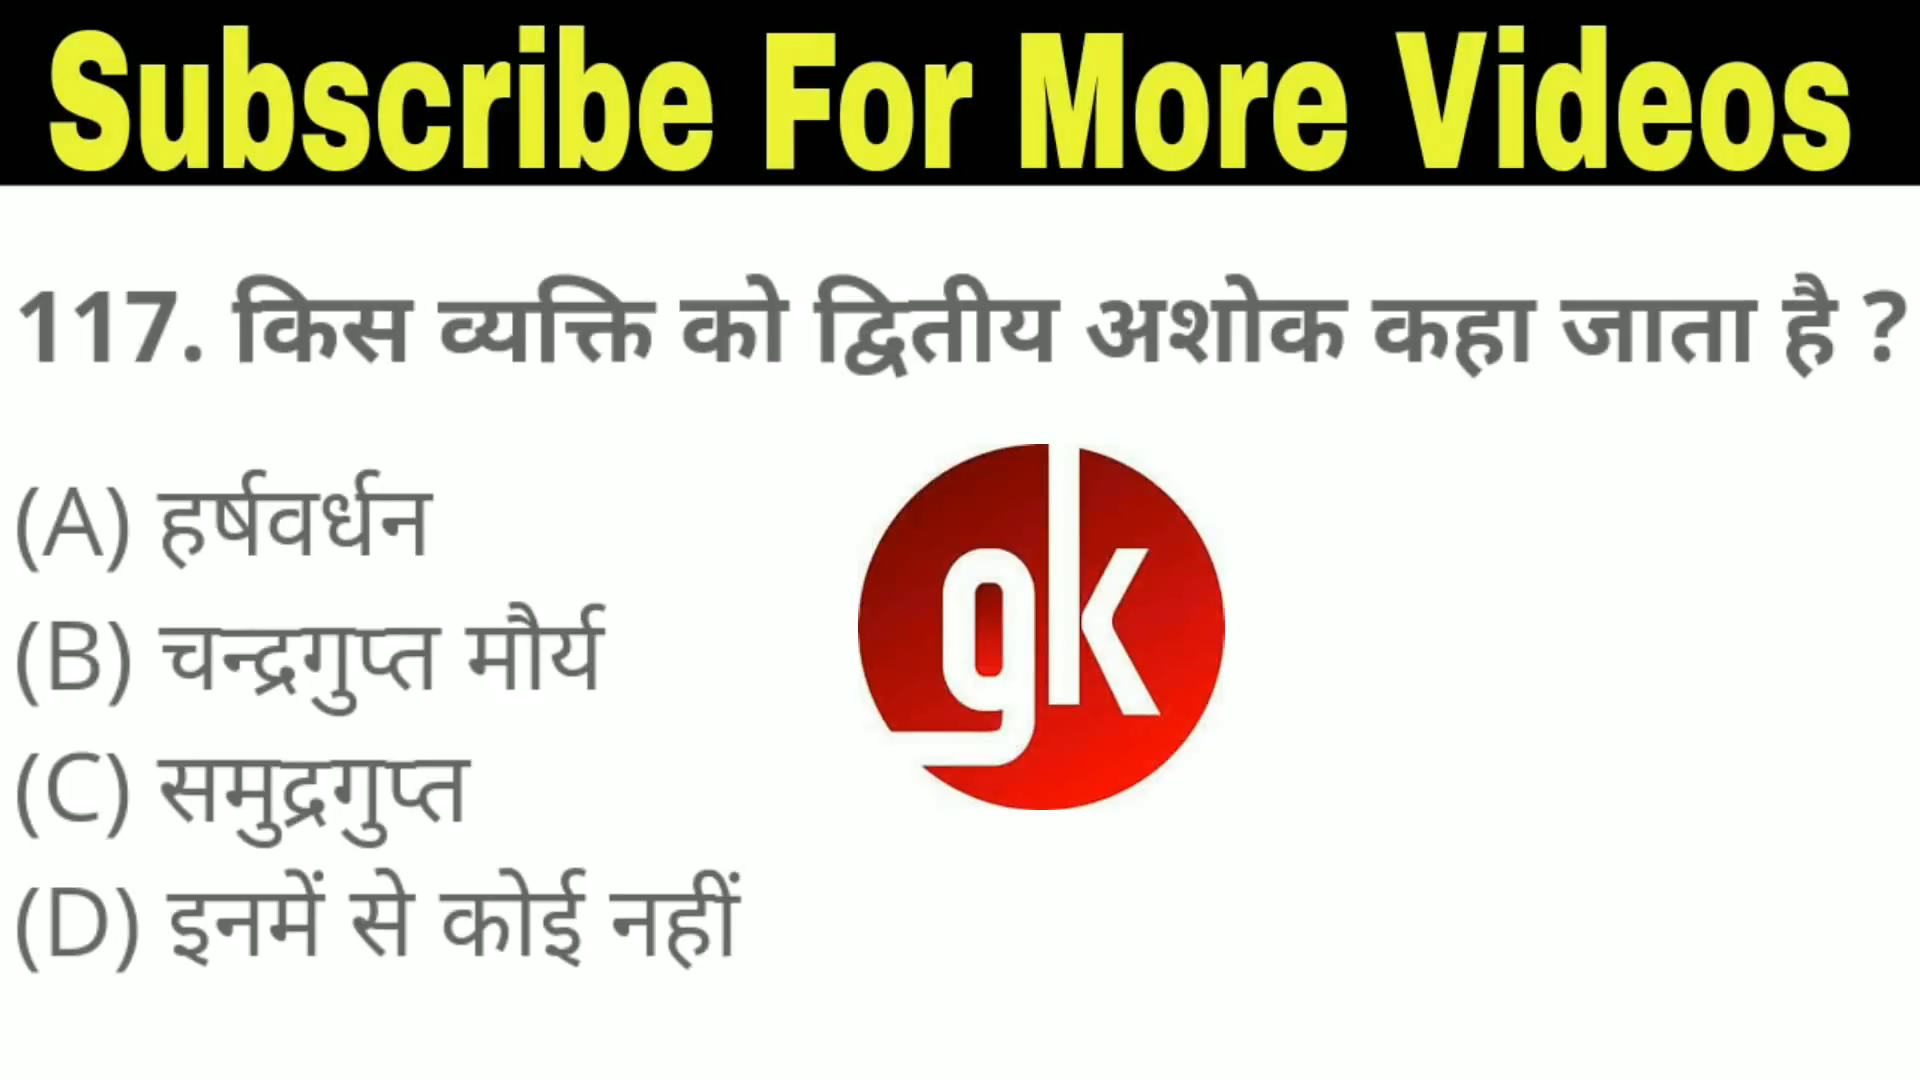 Subscribe For More Videos
117. किस व्यक्ति को द्वितीय अशोक कहा जाता है ?
(A) हर्षवर्धन
gk
(B) चन्द्रगुप्त मौर्य
(C) समुद्रगुप्त
(D) इनमें से कोई नहीं